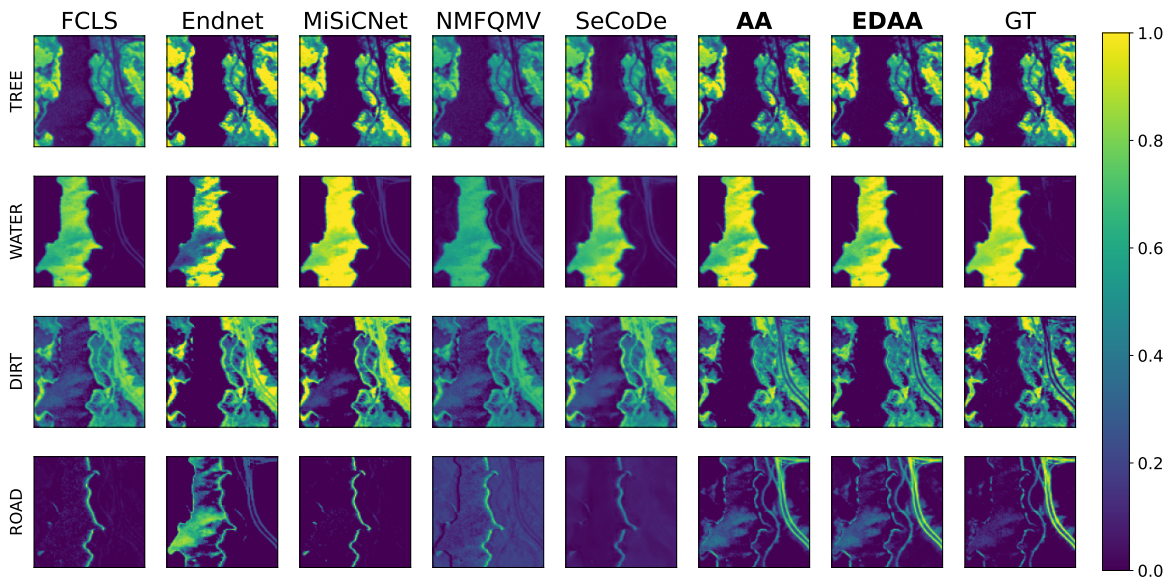 FCLS Endnet MiSiCNet NMFQMV SeCoDe AA EDAA GT
TREE
WATER
DIRT
ROAD
1.0
0.8
0.6
0.4
0.2
0.0